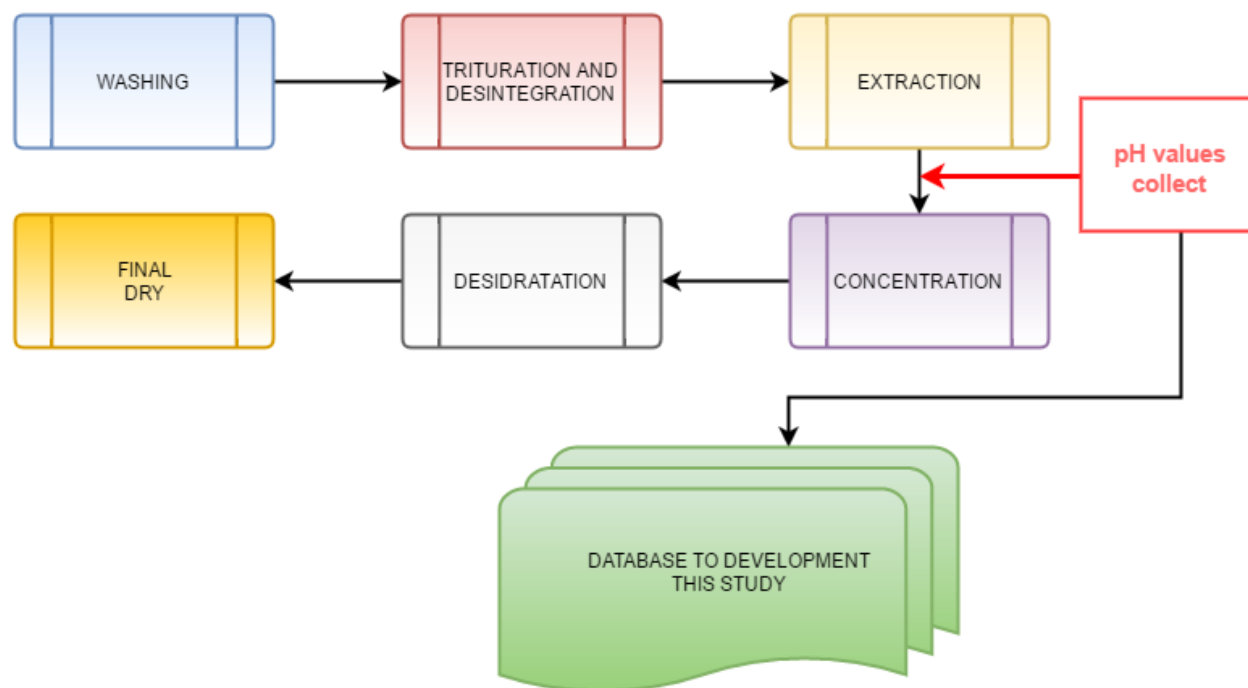 WASHING
TRITURATION AND
DESINTEGRATION
EXTRACTION
pH values
collect
FINAL
DRY
DESIDRATATION
CONCENTRATION
DATABASE TO DEVELOPMENT
THIS STUDY